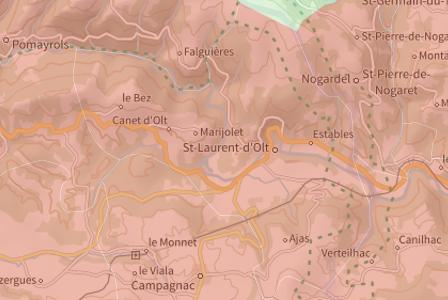 St-Germain-du-
Pomayrols
Falguières
St-Pierre-de-Noga
Monta
Nogardel
St-Pierre-de-
Nogaret
le Bez
M
Canet d'Olt
Marijolet
Estables
St-Laurent-d'Olt
le Monnet
Ajas
Canilhac
Verteilhac
le Viala
zergues
Campagnac